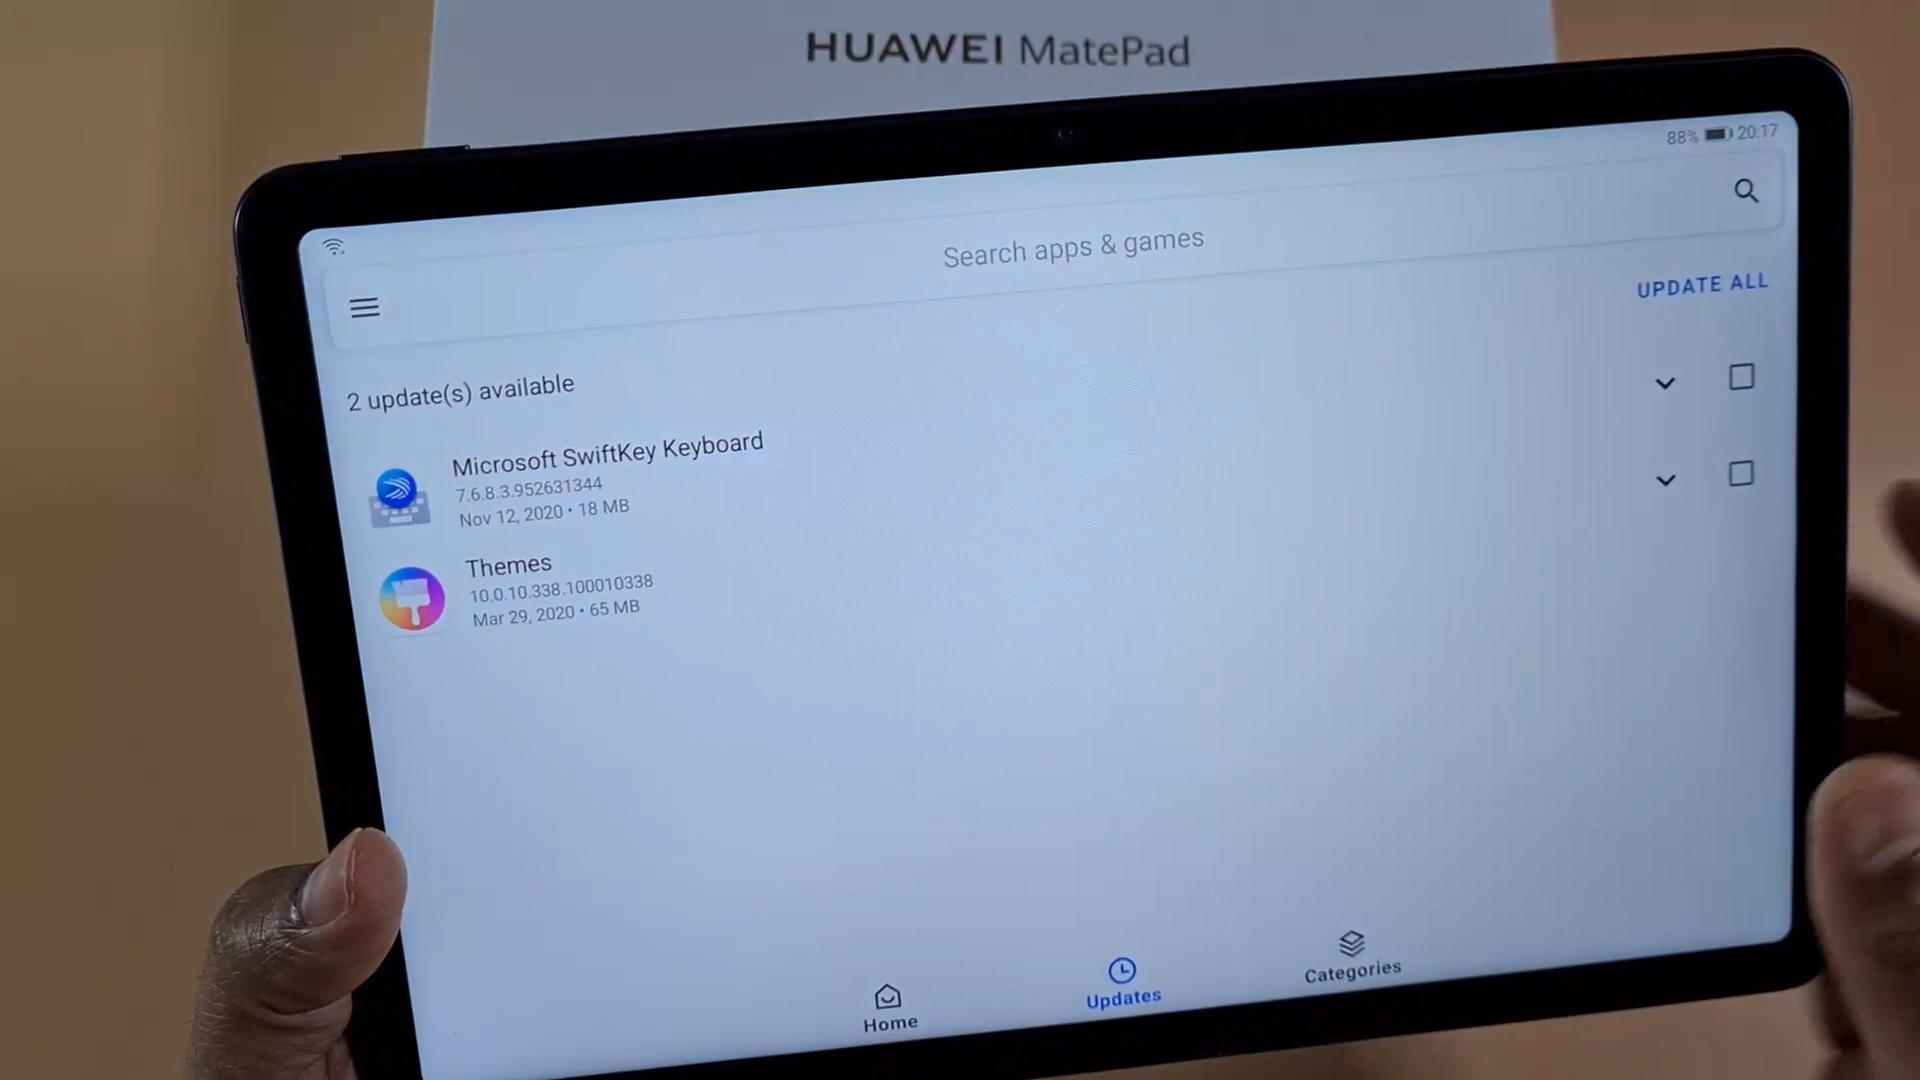 HUAWEI MatePad
88% 20:17
Search apps & games
UPDATE ALL
2 update(s) available
Microsoft SwiftKey Keyboard
7.6.8.3.952631344
Nov 12, 2020 • 18 MB
Themes
10.0.10.338.100010338
Mar 29, 2020 • 65 MB
Home
Updates
Categories